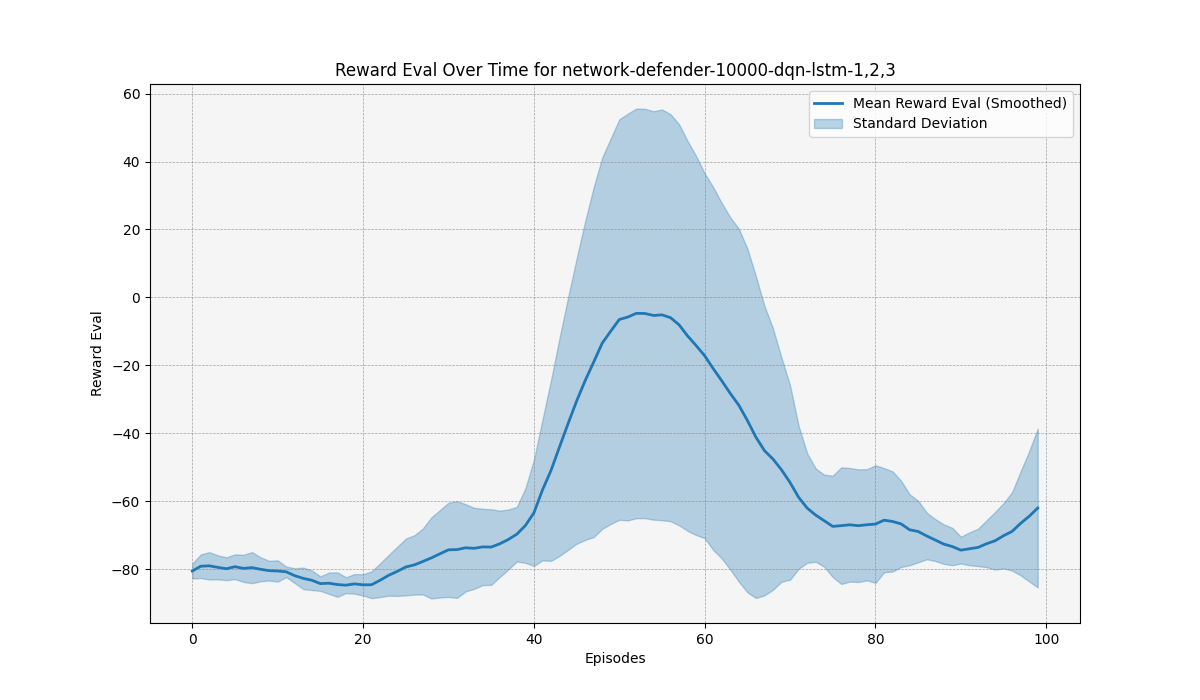 Reward Eval Over Time for network-defender-10000-dqn-lstm-1,2,3
Mean Reward Eval (Smoothed)
Standard Deviation
Reward Eval
60
40
20
0
−20
−40
−60
−80
0 20 40 60 80 100
Episodes